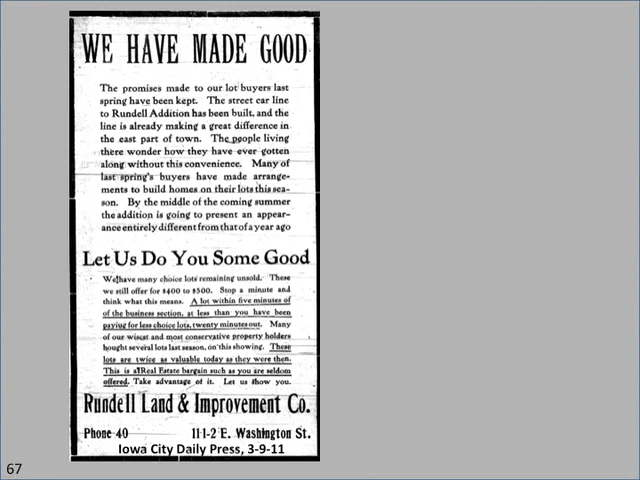 WE HAVE MADE GOOD
The promises made to our lot buyers last
spring have been kept. The street car line
to Rundell Addition has been built, and the
line is already making a great difference in
the east part of town. The people living
there wonder how they have ever gotten
along without this convenience. Many of
last spring's buyers have made arrange-
ments to build homes on their lots this sea-
son. By the middle of the coming summer
the addition is going to present an appear-
ance entirely different from that of a year ago
Let Us Do You Some Good
We have many choice lots remaining unsold. These
we still offer for $400 to $500. Stop a minute and
think what this means. A lot within five minutes of
of the business section, at less than you have been
paying for less choice lots, twenty minutes out. Many
of our wisest and most conservative property holders
bought several lots last season, on this showing. These
lots are twice as valuable today as they were then.
This is a Real Estate bargain such as you are seldom
offered. Take advantage of it. Let us show you.
Rundell Land & Improvement Co.
Phone 40 11 1-2 E. Washington St.
Iowa City Daily Press, 3-9-11
67